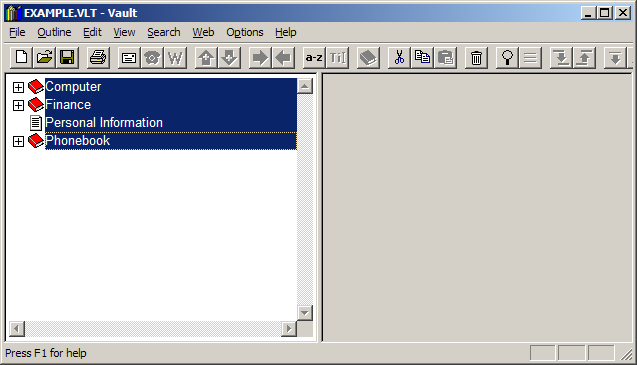 EXAMPLE.VLT - Vault
File Outline Edit View Search Web Options Help
W a-z TI
Computer
Finance
Personal Information
Phonebook
Press F1 for help